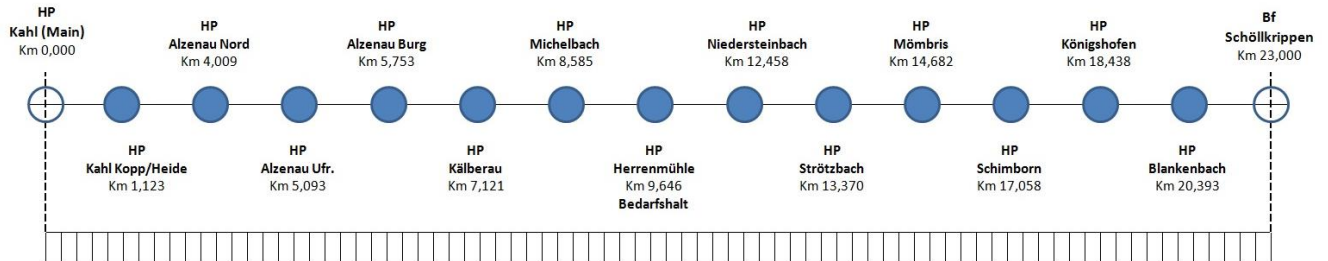 HP
Kahl (Main)
Km 0,000
HP
Kahl Kopp/Heide
Km 1,123
HP
Alzenau Nord
Km 4,009
HP
Alzenau Ufr.
Km 5,093
HP
Alzenau Burg
Km 5,753
HP
Kälberau
Km 7,121
HP
Michelbach
Km 8,585
HP
Herrenmühle
Km 9,646
Bedarfshalt
HP
Niedersteinbach
Km 12,458
HP
Strötzbach
Km 13,370
HP
Mömbris
Km 14,682
HP
Schimborn
Km 17,058
HP
Königshofen
Km 18,438
HP
Blankenbach
Km 20,393
Bf
Schöllkrippen
Km 23,000